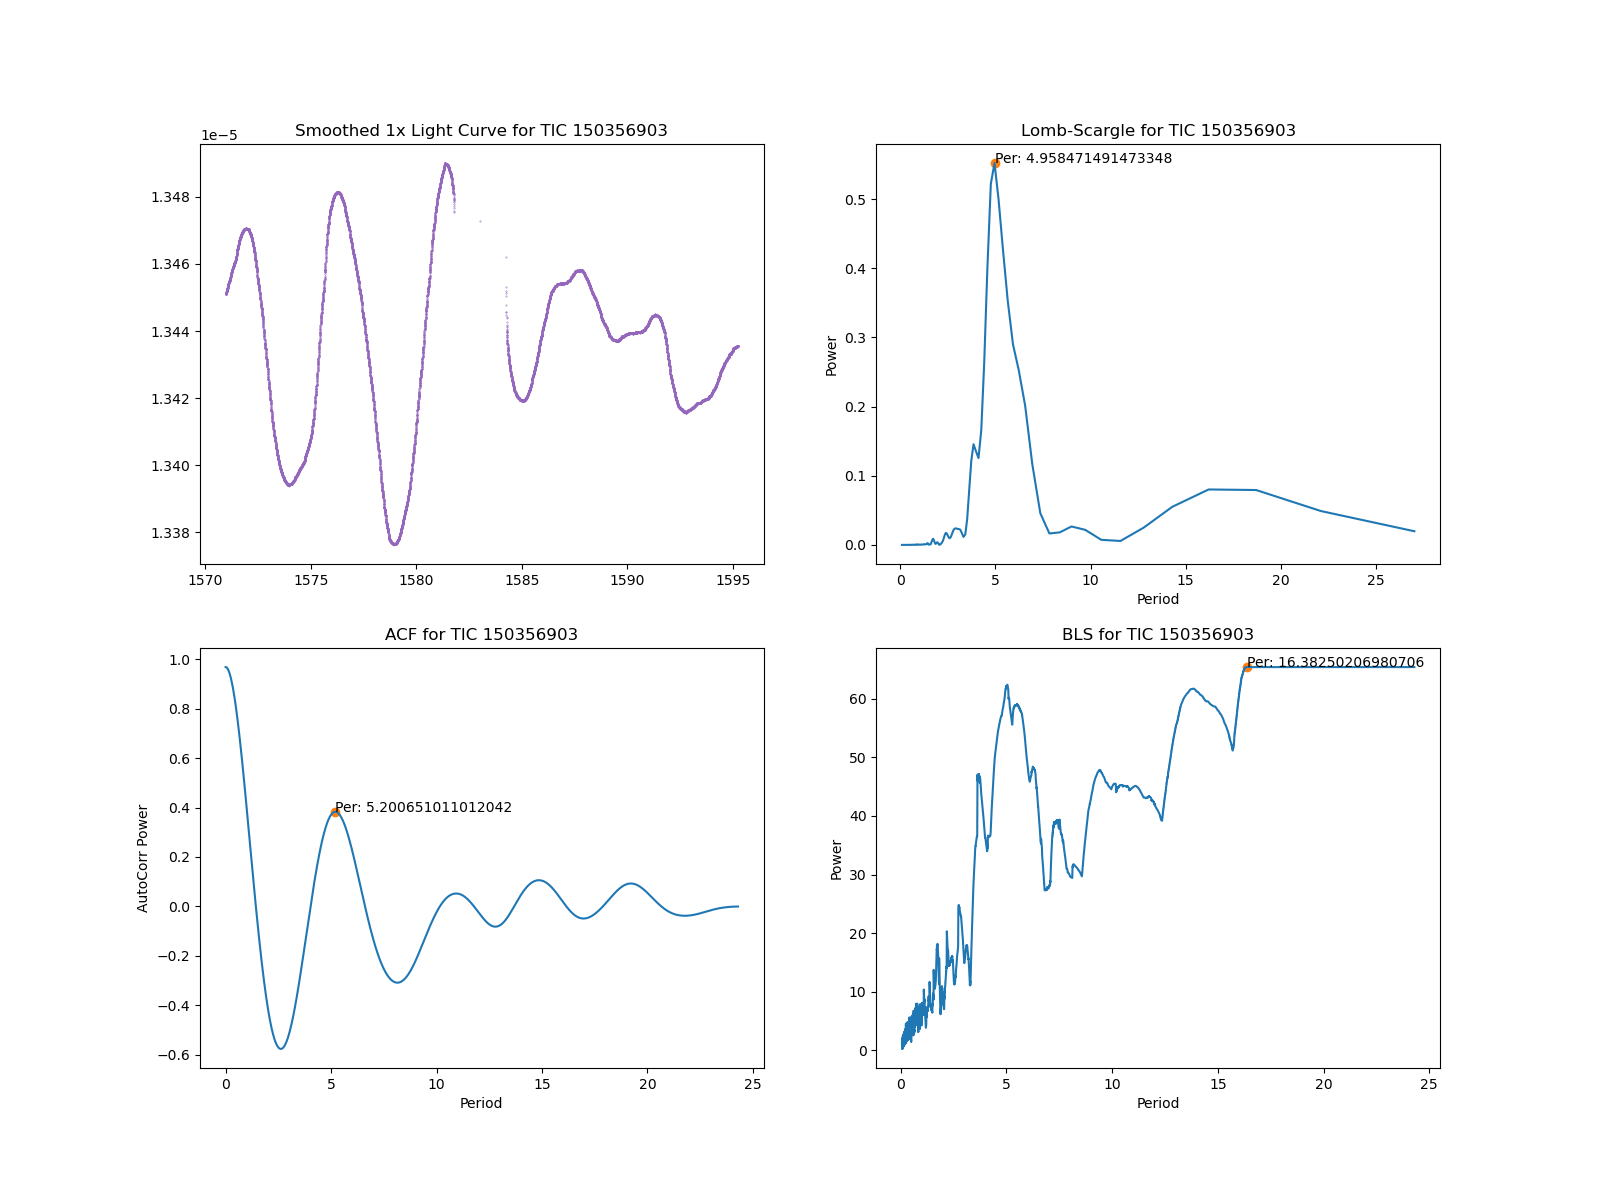 Smoothed 1x Light Curve for TIC 150356903
1e−5
1.348
1.346
1.344
1.342
1.340
1.338
1570 1575 1580 1585 1590 1595
Lomb-Scargle for TIC 150356903
Per: 4.958471491473348
Power
0.5
0.4
0.3
0.2
0.1
0.0
0 5 10 15 20 25
Period
ACF for TIC 150356903
Per: 5.200651011012042
AutoCorr Power
1.0
0.8
0.6
0.4
0.2
0.0
−0.2
−0.4
−0.6
0 5 10 15 20 25
Period
BLS for TIC 150356903
Per: 16.38250206980706
Power
60
50
40
30
20
10
0
0 5 10 15 20 25
Period